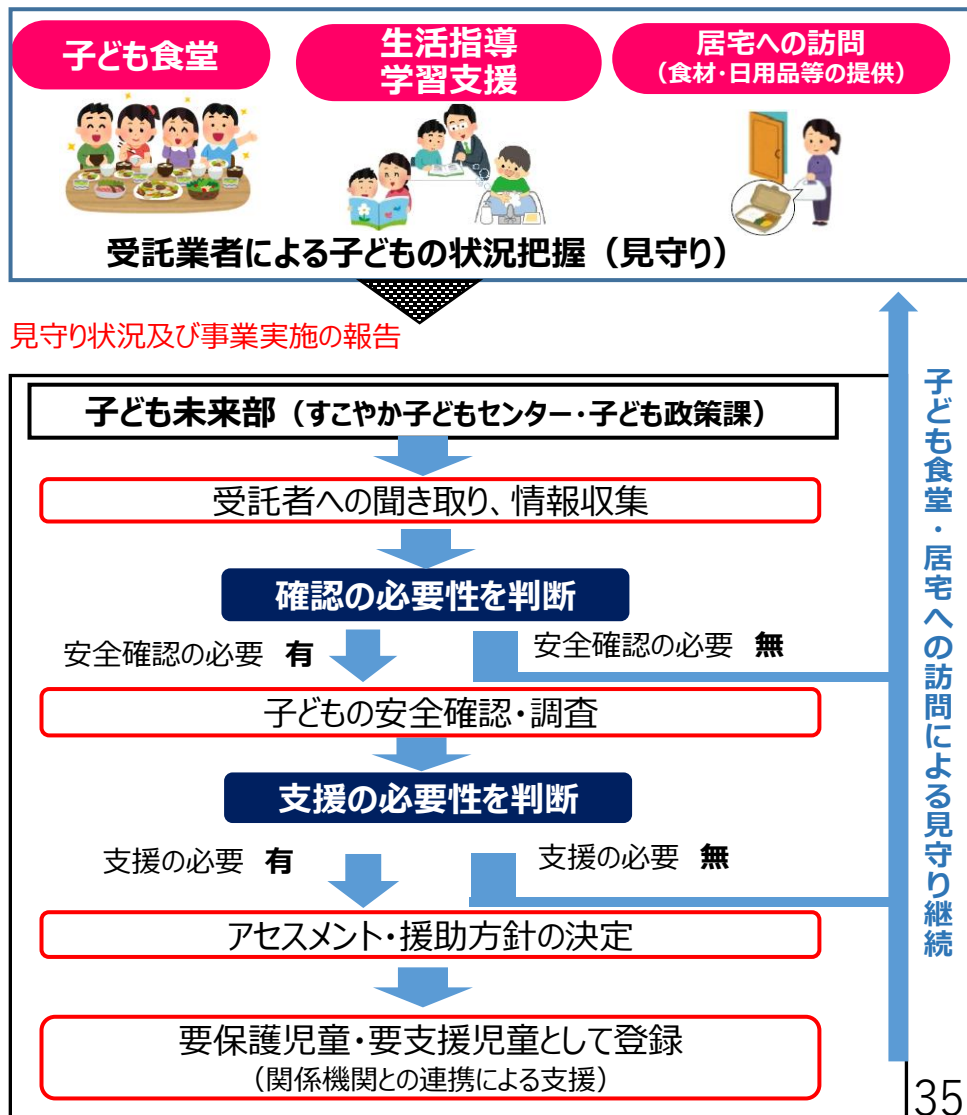 子ども食堂
生活指導
学習支援
居宅への訪問
（食材・日用品等の提供）
受託業者による子どもの状況把握（見守り）
見守り状況及び事業実施の報告
子ども未来部（すこやか子どもセンター・子ども政策課）
受託者への聞き取り、情報収集
確認の必要性を判断
安全確認の必要 有
安全確認の必要 無
子どもの安全確認・調査
支援の必要性を判断
支援の必要 有
支援の必要 無
アセスメント・援助方針の決定
要保護児童・要支援児童として登録
（関係機関との連携による支援）
子ども食堂・居宅への訪問による見守り継続
35